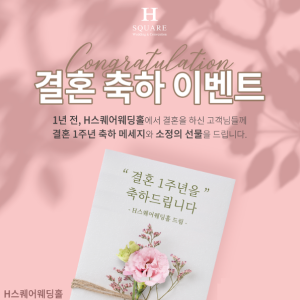 H
SQUARE
Congratulation
결혼 축하 이벤트
1년 전, H스퀘어웨딩홀에서 결혼을 하신 고객님들께
결혼 1주년 축하 메세지와 소정의 선물을 드립니다.
“ 결혼 1주년을 ”
축하드립니다
- H스퀘어웨딩홀 드림 -
H스퀘어웨딩홀